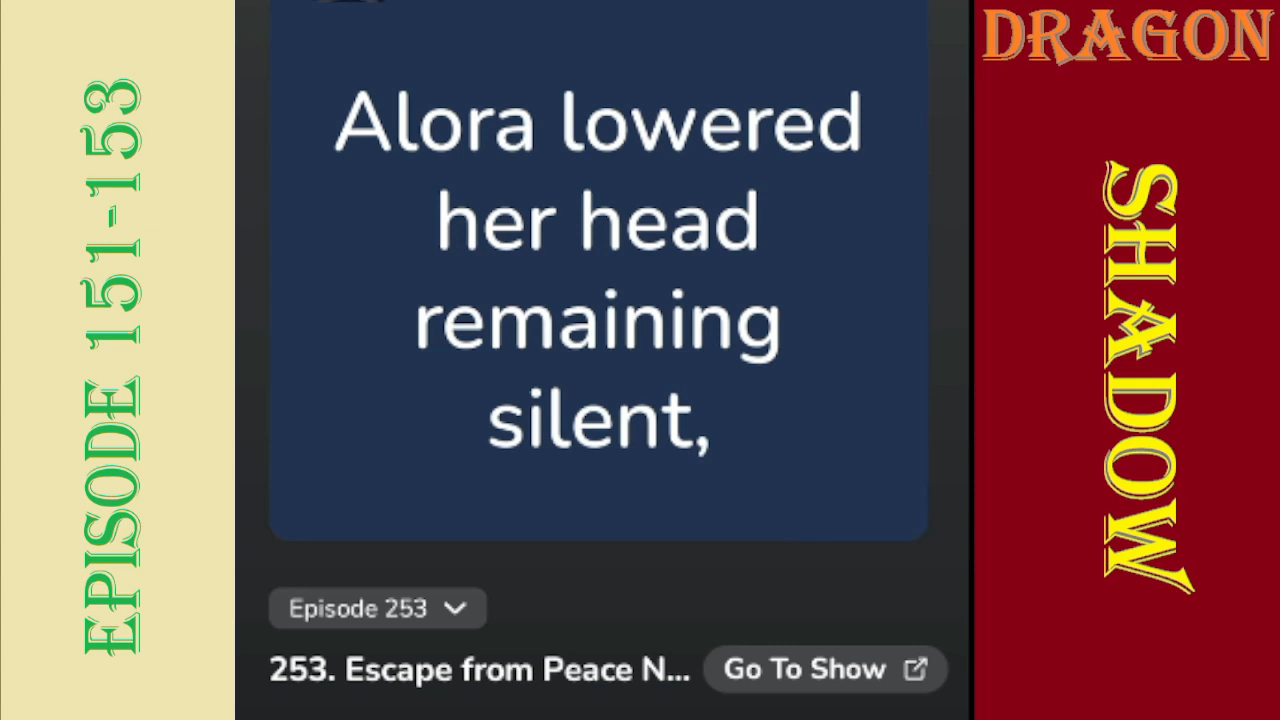 EPISODE 151-153
Alora lowered
her head
remaining
silent,
Episode 253
253. Escape from Peace N...
Go To Show
DRAGON
SHADOW